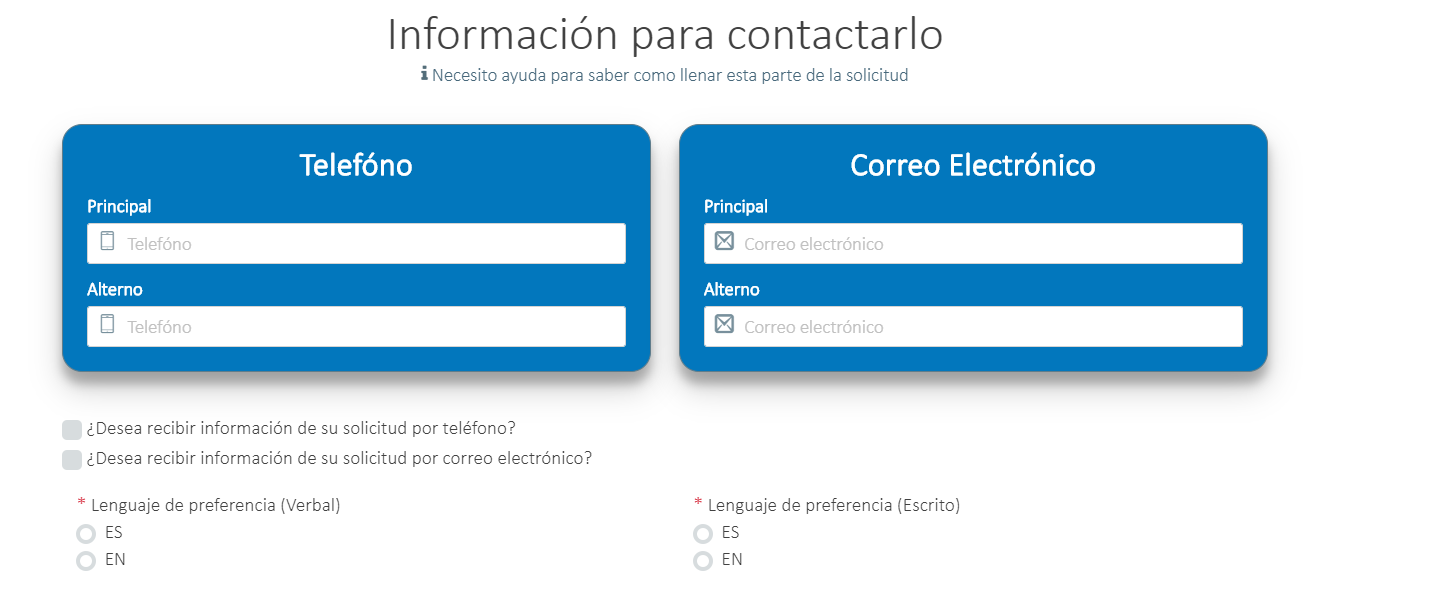 Información para contactarlo
Necesito ayuda para saber como llenar esta parte de la solicitud
Telefóno
Principal
Telefóno
Alterno
Telefóno
Correo Electrónico
Principal
Correo electrónico
Alterno
Correo electrónico
¿Desea recibir información de su solicitud por teléfono?
¿Desea recibir información de su solicitud por correo electrónico?
* Lenguaje de preferencia (Verbal)
ES
EN
* Lenguaje de preferencia (Escrito)
ES
EN